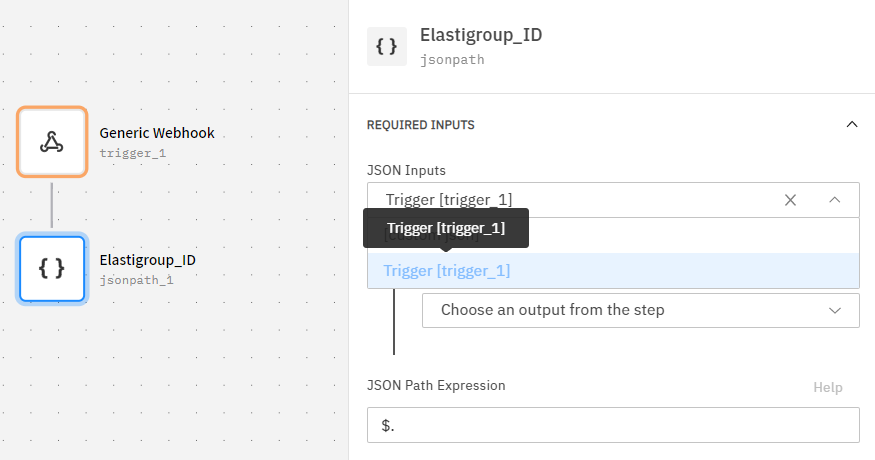 Generic Webhook
trigger_1
Elastigroup_ID
jsonpath_1
Elastigroup_ID
jsonpath
REQUIRED INPUTS
JSON Inputs
Trigger [trigger_1]
Trigger [trigger_1]
Trigger [trigger_1]
Choose an output from the step
JSON Path Expression
Help
$.